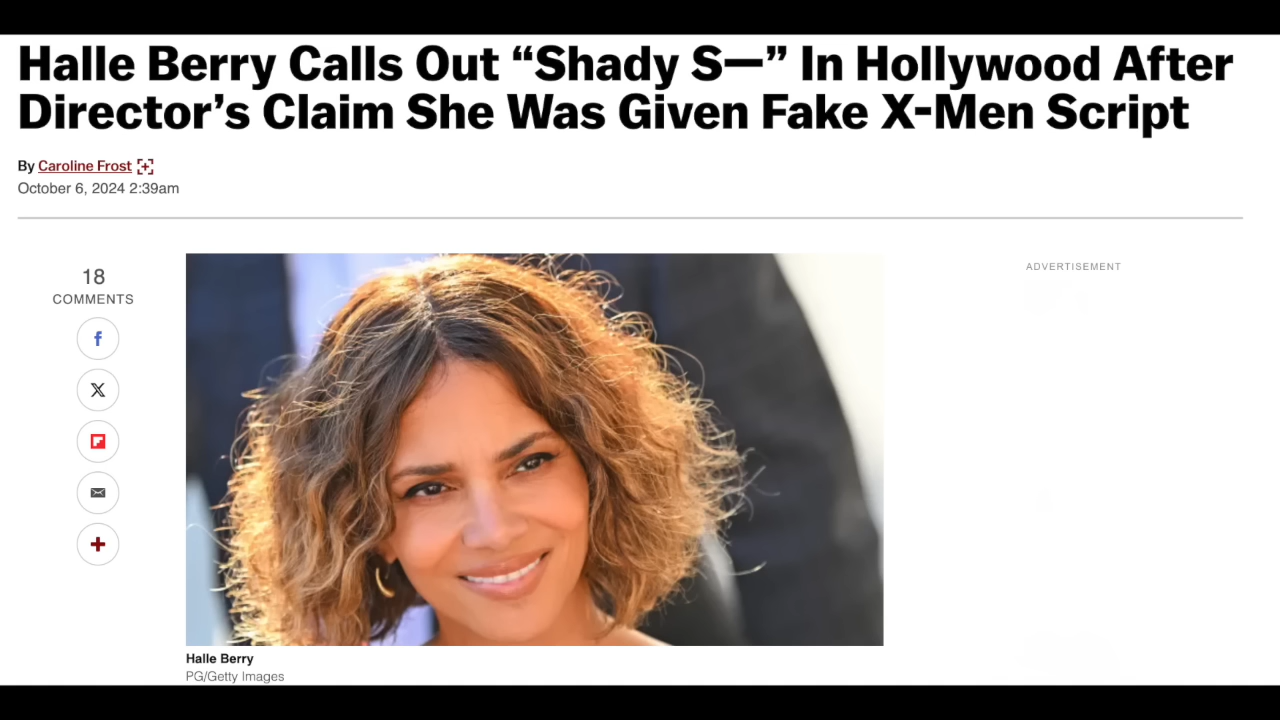 Halle Berry Calls Out “Shady S—” In Hollywood After
Director’s Claim She Was Given Fake X-Men Script
By Caroline Frost
October 6, 2024 2:39am
18
COMMENTS
ADVERTISEMENT
Halle Berry
PG/Getty Images